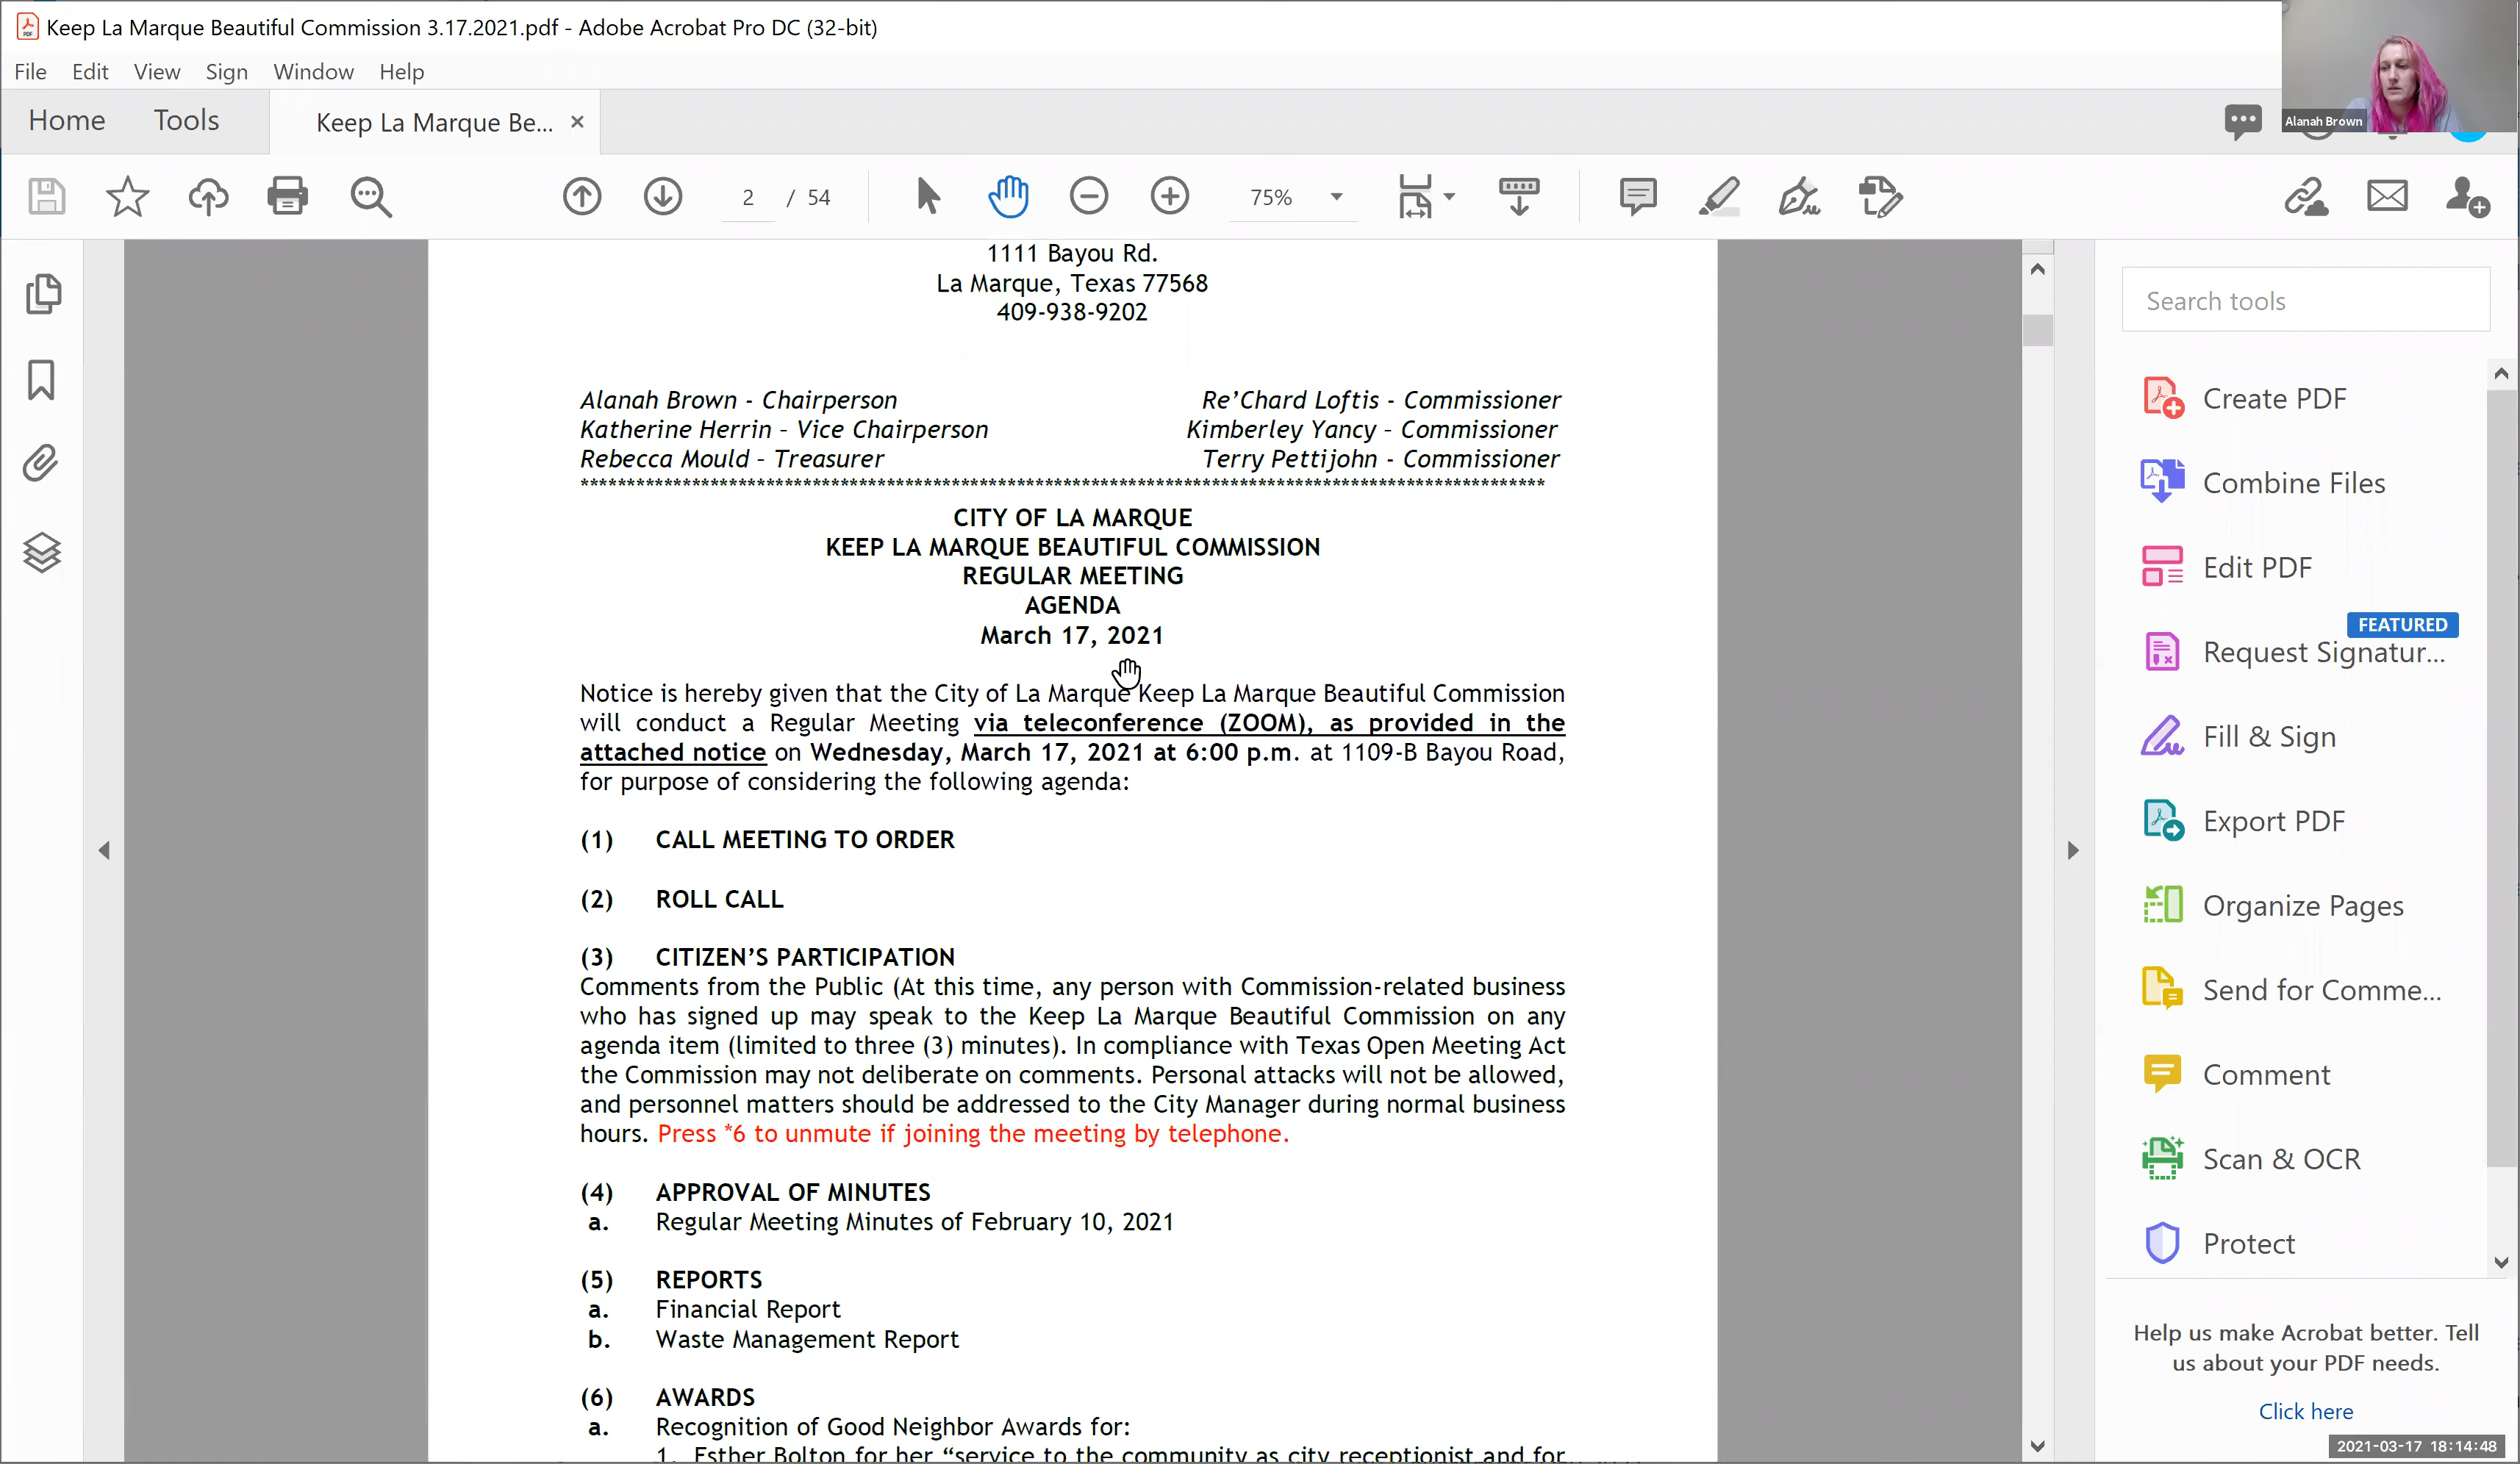 Keep La Marque Beautiful Commission 3.17.2021.pdf - Adobe Acrobat Pro DC (32-bit)
File Edit View Sign Window Help
Home Tools Keep La Marque Be... ×
Alanah Brown
2 / 54 75%
1111 Bayou Rd.
La Marque, Texas 77568
409-938-9202
Alanah Brown - Chairperson Re’Chard Loftis - Commissioner
Katherine Herrin – Vice Chairperson Kimberley Yancy – Commissioner
Rebecca Mould – Treasurer Terry Pettijohn - Commissioner
CITY OF LA MARQUE
KEEP LA MARQUE BEAUTIFUL COMMISSION
REGULAR MEETING
AGENDA
March 17, 2021
Notice is hereby given that the City of La Marque Keep La Marque Beautiful Commission
will conduct a Regular Meeting via teleconference (ZOOM), as provided in the
attached notice on Wednesday, March 17, 2021 at 6:00 p.m. at 1109-B Bayou Road,
for purpose of considering the following agenda:
(1) CALL MEETING TO ORDER
(2) ROLL CALL
(3) CITIZEN’S PARTICIPATION
Comments from the Public (At this time, any person with Commission-related business
who has signed up may speak to the Keep La Marque Beautiful Commission on any
agenda item (limited to three (3) minutes). In compliance with Texas Open Meeting Act
the Commission may not deliberate on comments. Personal attacks will not be allowed,
and personnel matters should be addressed to the City Manager during normal business
hours. Press *6 to unmute if joining the meeting by telephone.
(4) APPROVAL OF MINUTES
a. Regular Meeting Minutes of February 10, 2021
(5) REPORTS
a. Financial Report
b. Waste Management Report
(6) AWARDS
a. Recognition of Good Neighbor Awards for:
1. Esther Bolton for her “service to the community as city receptionist and for
Search tools
Create PDF
Combine Files
Edit PDF
FEATURED
Request Signatur...
Fill & Sign
Export PDF
Organize Pages
Send for Comme...
Comment
Scan & OCR
Protect
Help us make Acrobat better. Tell
us about your PDF needs.
Click here
2021-03-17 18:14:48